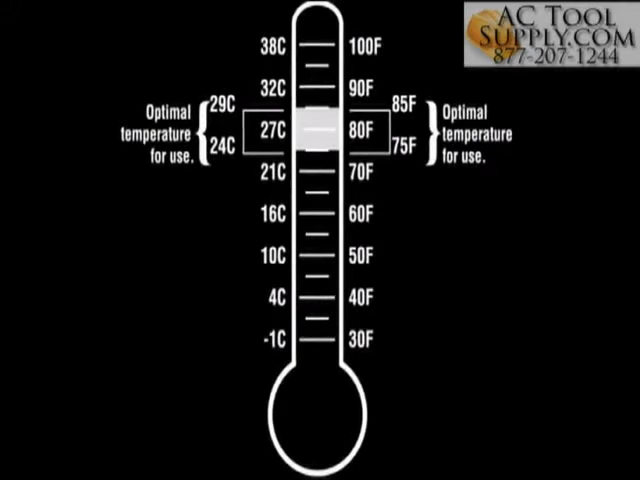 AC TOOL
SUPPLY.COM
877-207-1244
38C 100F
32C 90F
29C 85F
Optimal
temperature
for use.
27C 80F
Optimal
temperature
for use.
24C 75F
21C 70F
16C 60F
10C 50F
4C 40F
-1C 30F